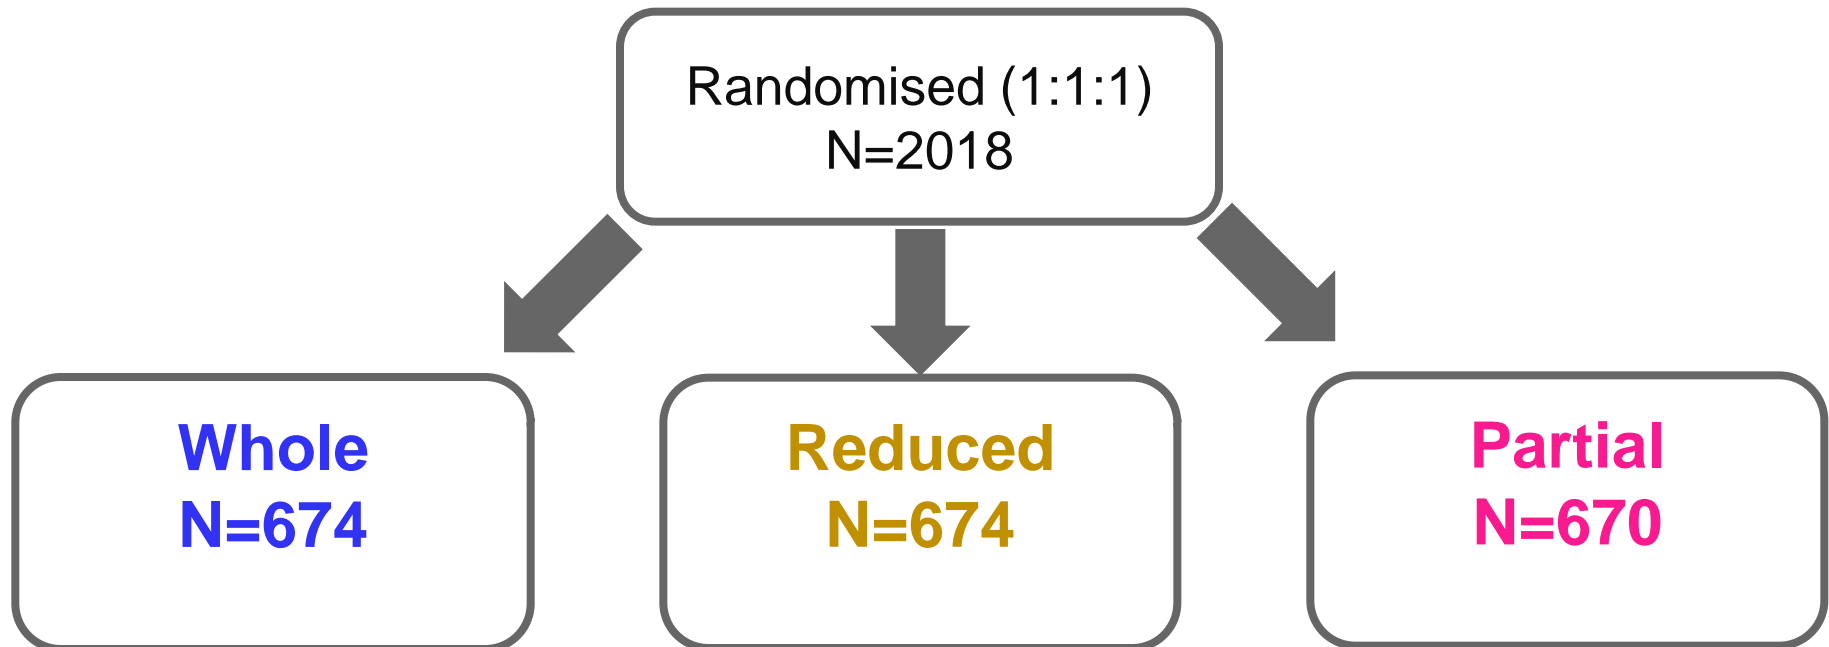 Randomised (1:1:1)
N=2018
Whole
N=674
Reduced
N=674
Partial
N=670